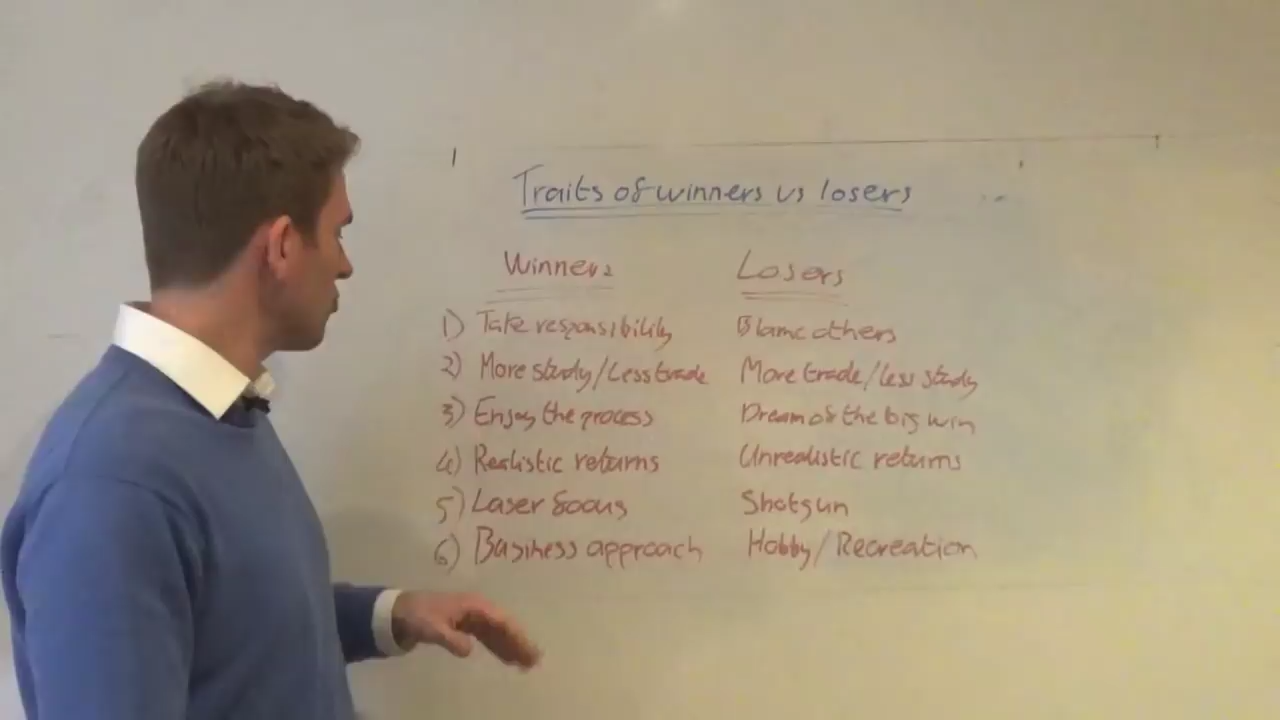 Traits of winners vs losers
Winners Losers
1) Take responsibility Blame others
2) More study/Less trade More trade/less study
3) Enjoy the process Dream of the big win
4) Realistic returns Unrealistic returns
5) Laser focus Shotgun
6) Business approach Hobby/Recreation